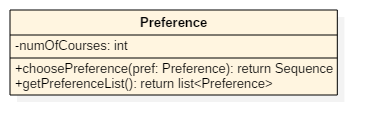 Preference
-numOfCourses: int
+choosePreference(pref: Preference): return Sequence
+getPreferenceList(): return list<Preference>